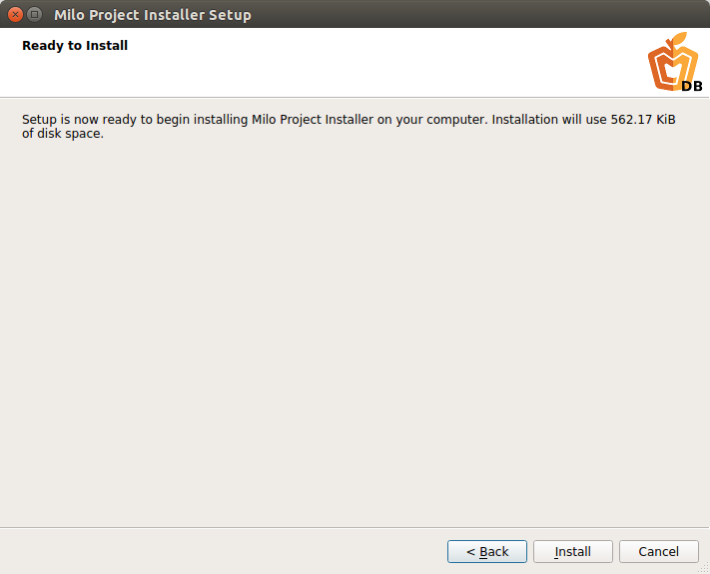 Milo Project Installer Setup
Ready to Install
DB
Setup is now ready to begin installing Milo Project Installer on your computer. Installation will use 562.17 KiB
of disk space.
< Back
Install
Cancel